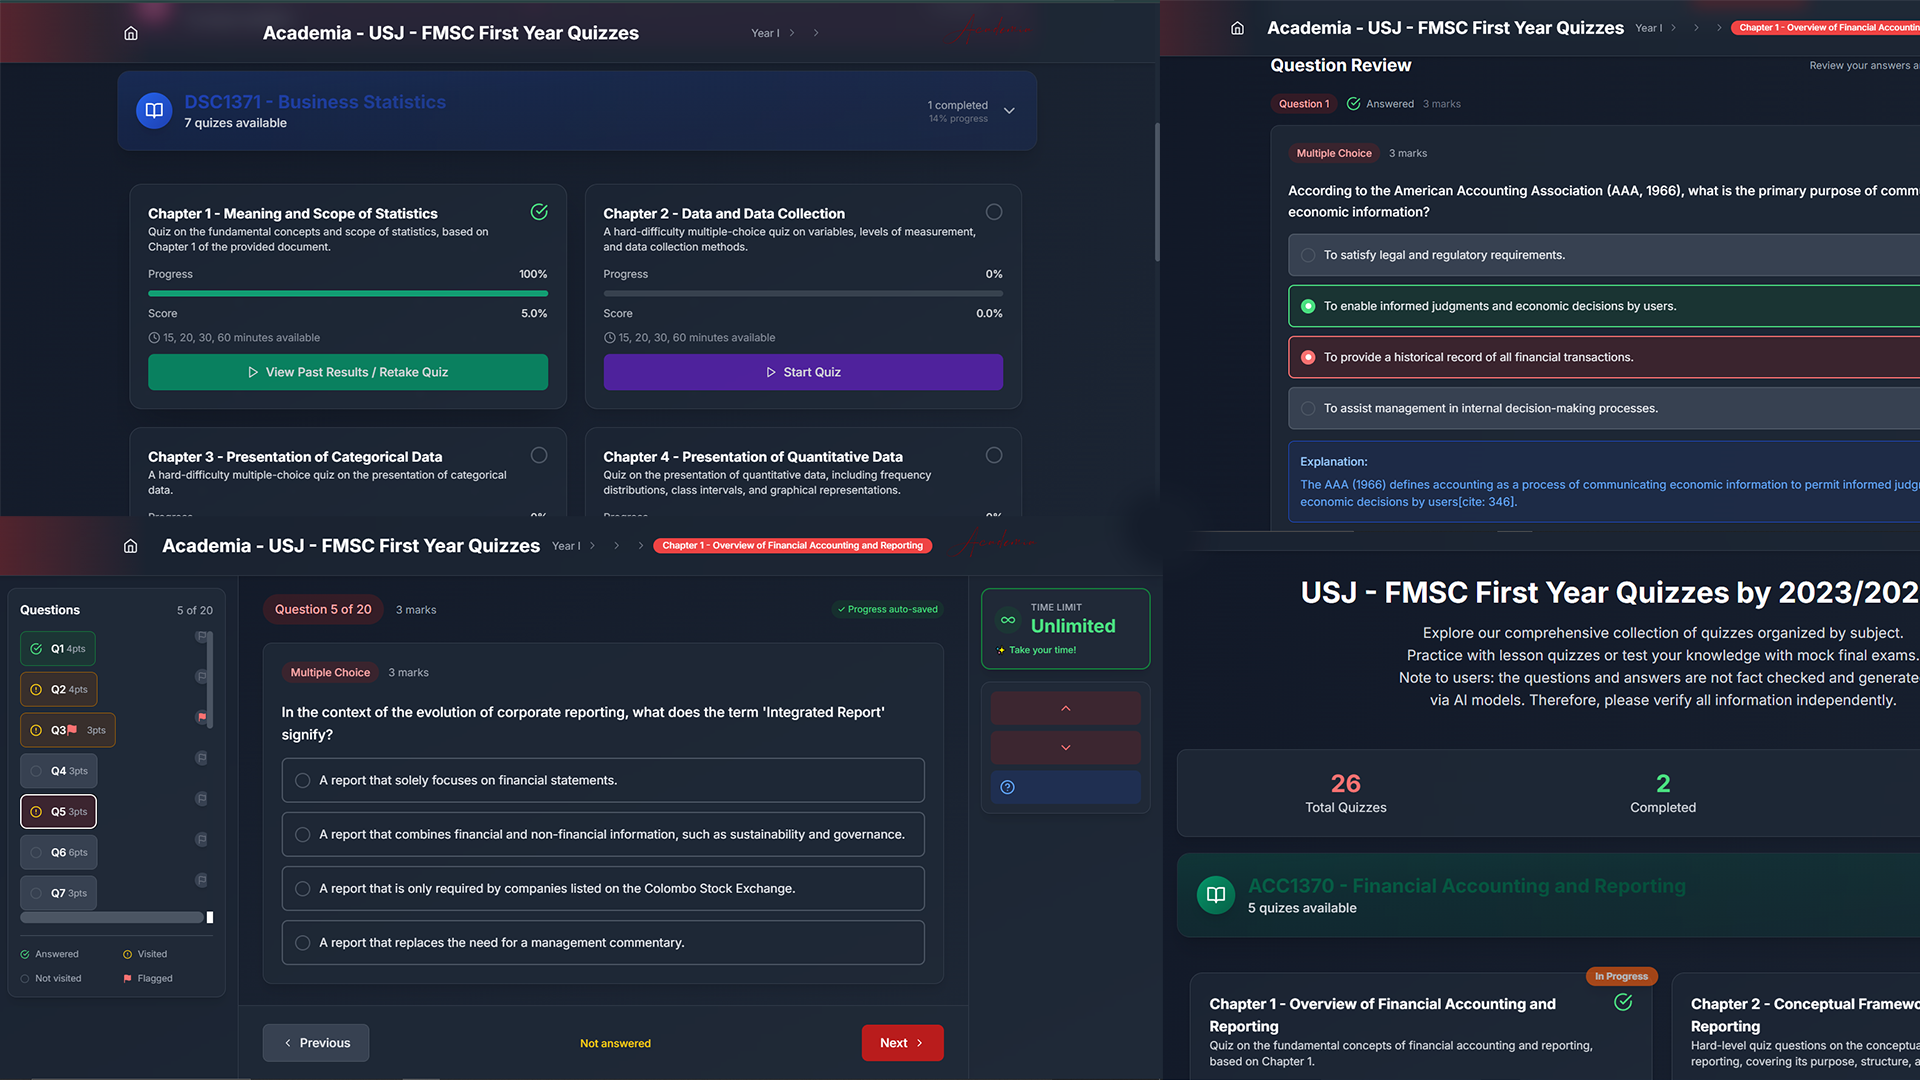 Academia - USJ - FMSC First Year Quizzes
Year I
DSC1371 - Business Statistics
7 quizes available
1 completed
14% progress
Chapter 1 - Meaning and Scope of Statistics
Quiz on the fundamental concepts and scope of statistics, based on
Chapter 1 of the provided document.
Progress
100%
Score
5.0%
15, 20, 30, 60 minutes available
View Past Results / Retake Quiz
Chapter 2 - Data and Data Collection
A hard-difficulty multiple-choice quiz on variables, levels of measurement,
and data collection methods.
Progress
0%
Score
0.0%
15, 20, 30, 60 minutes available
Start Quiz
Chapter 3 - Presentation of Categorical Data
A hard-difficulty multiple-choice quiz on the presentation of categorical
data.
Progress
0%
Chapter 4 - Presentation of Quantitative Data
Quiz on the presentation of quantitative data, including frequency
distributions, class intervals, and graphical representations.
Progress
0%
Academia - USJ - FMSC First Year Quizzes
Year I
Chapter 1 - Overview of Financial Accountin
Question Review
Review your answers a
Question 1
Answered
3 marks
Multiple Choice
3 marks
According to the American Accounting Association (AAA, 1966), what is the primary purpose of comm
economic information?
To satisfy legal and regulatory requirements.
To enable informed judgments and economic decisions by users.
To provide a historical record of all financial transactions.
To assist management in internal decision-making processes.
Explanation:
The AAA (1966) defines accounting as a process of communicating economic information to permit informed judg
economic decisions by users[cite: 346].
Academia - USJ - FMSC First Year Quizzes
Year I
Chapter 1 - Overview of Financial Accounting and Reporting
Questions
5 of 20
Q1 4pts
Q2 4pts
Q3 3pts
Q4 3pts
Q5 3pts
Q6 6pts
Q7 3pts
Answered
Visited
Not visited
Flagged
Question 5 of 20
3 marks
Progress auto-saved
Multiple Choice
3 marks
In the context of the evolution of corporate reporting, what does the term 'Integrated Report'
signify?
A report that solely focuses on financial statements.
A report that combines financial and non-financial information, such as sustainability and governance.
A report that is only required by companies listed on the Colombo Stock Exchange.
A report that replaces the need for a management commentary.
Previous
Not answered
Next
TIME LIMIT
Unlimited
Take your time!
USJ - FMSC First Year Quizzes by 2023/202
Explore our comprehensive collection of quizzes organized by subject.
Practice with lesson quizzes or test your knowledge with mock final exams.
Note to users: the questions and answers are not fact checked and generate
via AI models. Therefore, please verify all information independently.
26
Total Quizzes
2
Completed
ACC1370 - Financial Accounting and Reporting
5 quizes available
In Progress
Chapter 1 - Overview of Financial Accounting and
Reporting
Quiz on the fundamental concepts of financial accounting and reporting,
based on Chapter 1.
Chapter 2 - Conceptual Framewo
Reporting
Hard-level quiz questions on the conceptua
reporting, covering its purpose, structure, a